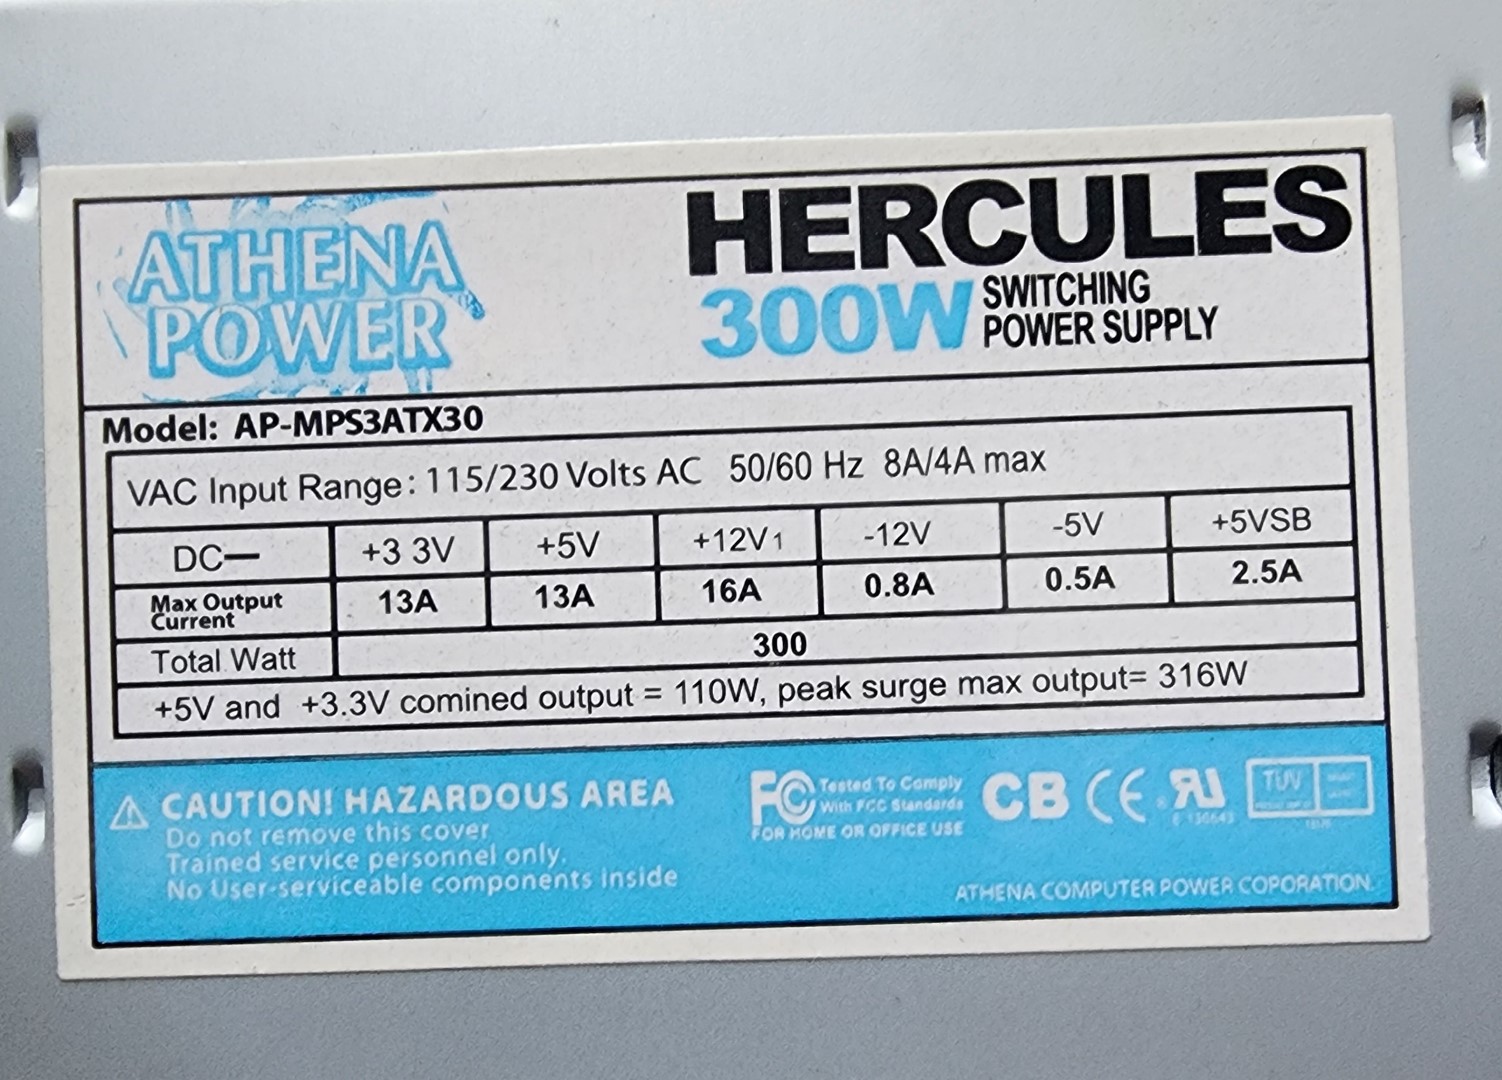 ATHENA
POWER
HERCULES
300W SWITCHING
POWER SUPPLY
Model: AP-MPS3ATX30
VAC Input Range: 115/230 Volts AC 50/60 Hz 8A/4A max
DC— +3 3V +5V +12V1 -12V -5V +5VSB
Max Output
Current 13A 13A 16A 0.8A 0.5A 2.5A
Total Watt 300
+5V and +3.3V comined output = 110W, peak surge max output= 316W
CAUTION! HAZARDOUS AREA
Do not remove this cover
Trained service personnel only.
No User-serviceable components inside
FC Tested To Comply
With FCC Standards
FOR HOME OR OFFICE USE
CB CE RU
TUV
ATHENA COMPUTER POWER COPORATION.